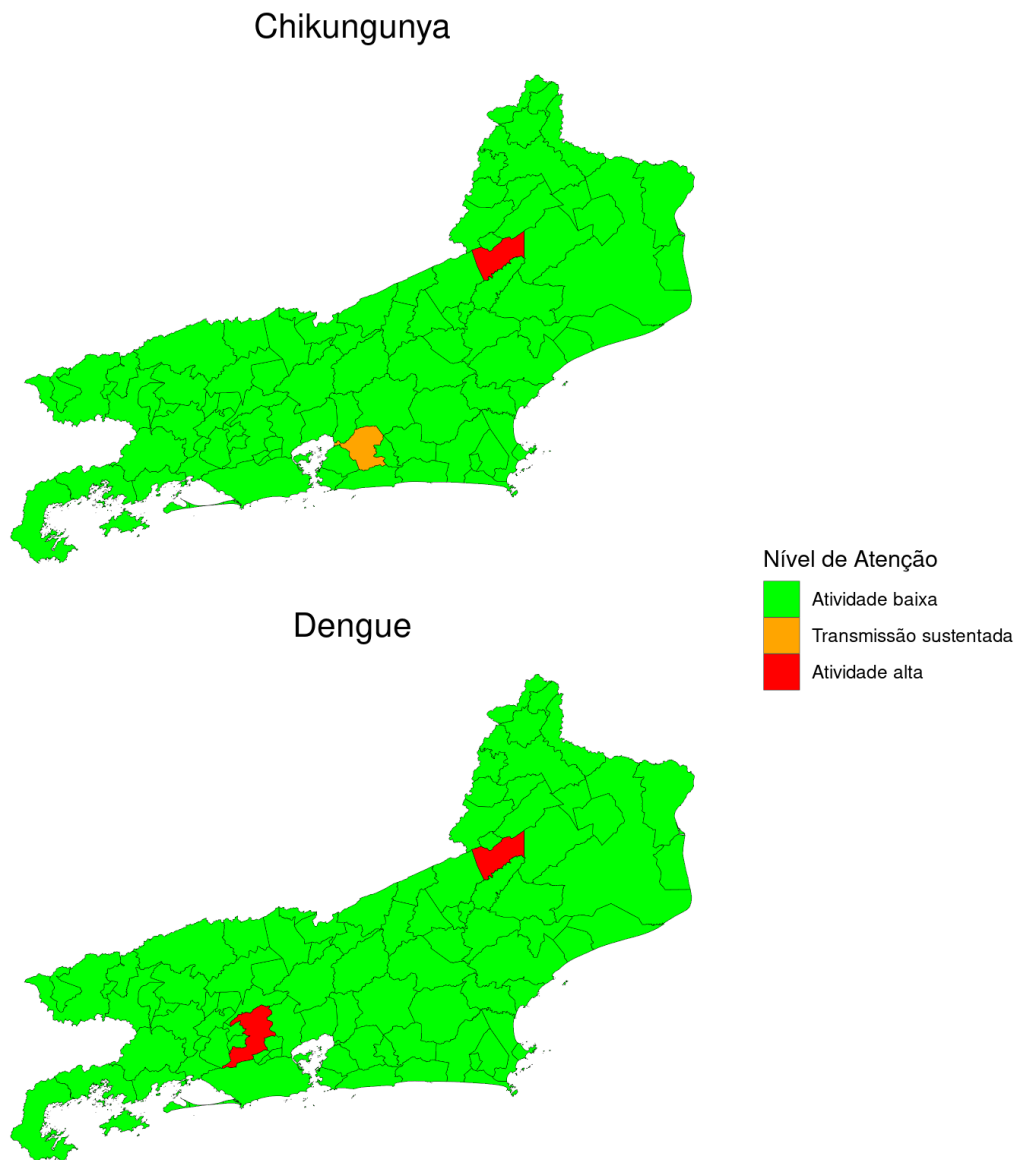 Chikungunya
Nível de Atenção
Atividade baixa
Transmissão sustentada
Atividade alta
Dengue